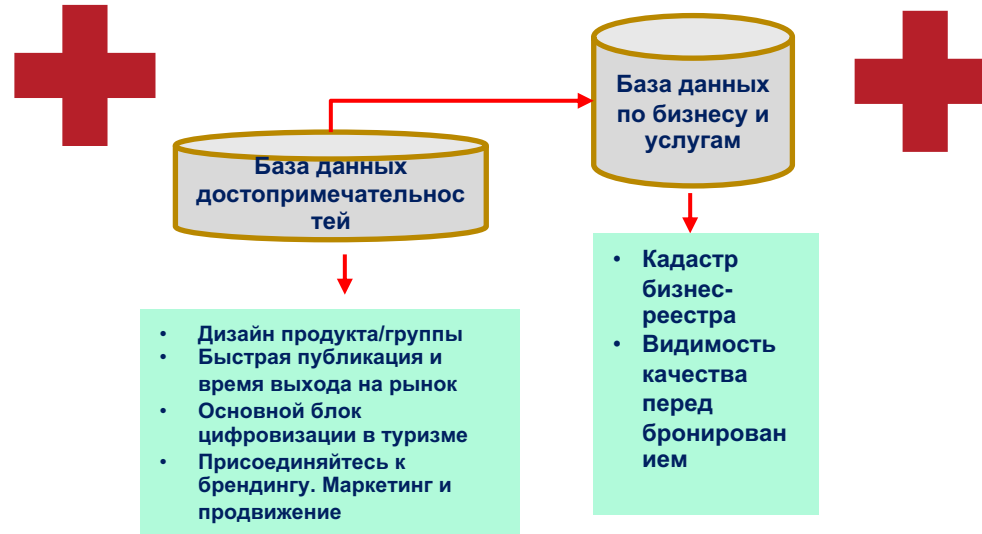 База данных
по бизнесу и
услугам
База данных
достопримечательнос
тей
• Дизайн продукта/группы
• Быстрая публикация и
время выхода на рынок
• Основной блок
цифровизации в туризме
• Присоединяйтесь к
брендингу. Маркетинг и
продвижение
• Кадастр
бизнес-
реестра
• Видимость
качества
перед
бронирован
ием